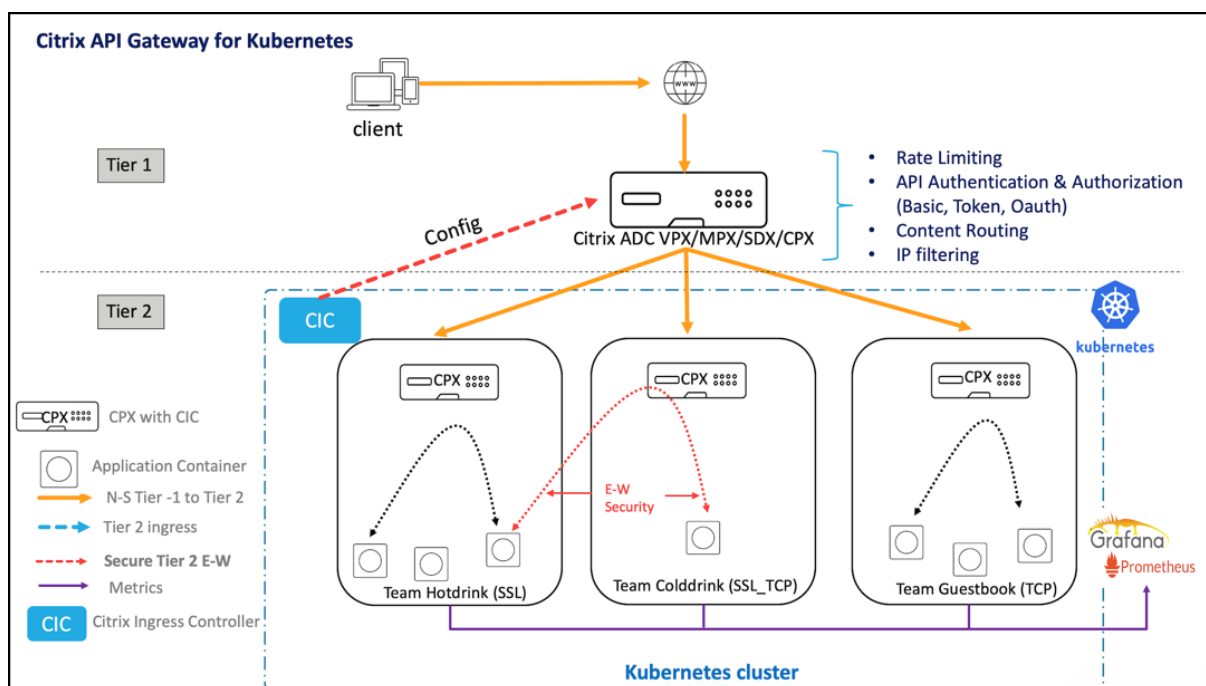 Citrix API Gateway for Kubernetes
www
client
Tier 1
• Rate Limiting
• API Authentication & Authorization
(Basic, Token, Oauth)
• Content Routing
• IP filtering
Config
Citrix ADC VPX/MPX/SDX/CPX
Tier 2
CIC
kubernetes
CPX
CPX
CPX
CPX
CPX with CIC
Application Container
N-S Tier -1 to Tier 2
Tier 2 ingress
Secure Tier 2 E-W
Metrics
CIC
Citrix Ingress Controller
E-W
Security
Team Hotdrink (SSL)
Team Colddrink (SSL_TCP)
Team Guestbook (TCP)
Grafana
Prometheus
Kubernetes cluster